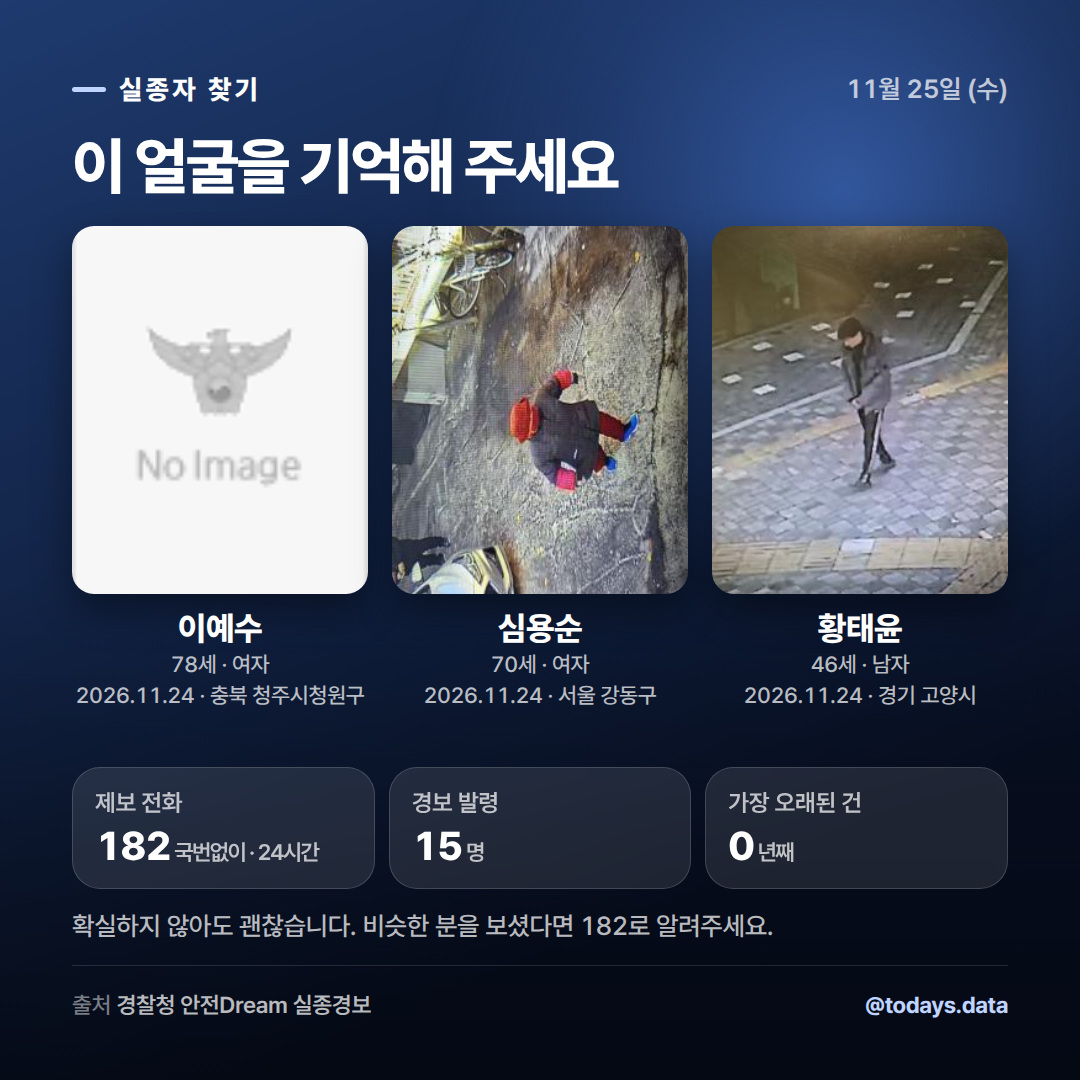 실종자 찾기
11월 25일 (수)
이 얼굴을 기억해 주세요
No Image
이예수
78세 · 여자
2026.11.24 · 충북 청주시청원구
심용순
70세 · 여자
2026.11.24 · 서울 강동구
황태윤
46세 · 남자
2026.11.24 · 경기 고양시
제보 전화
182 국번없이 · 24시간
경보 발령
15 명
가장 오래된 건
0 년째
확실하지 않아도 괜찮습니다. 비슷한 분을 보셨다면 182로 알려주세요.
출처 경찰청 안전Dream 실종경보
@todays.data